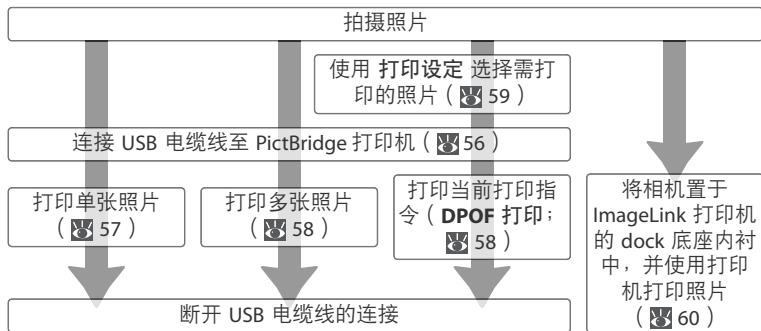 拍摄照片
使用 打印设定 选择需打
印的照片（ 59 ）
连接 USB 电缆线至 PictBridge 打印机（ 56 ）
打印单张照片
（ 57 ）
打印多张照片
（ 58 ）
打印当前打印指
令（ DPOF 打印；
58 ）
将相机置于
ImageLink 打印机
的 dock 底座内衬
中，并使用打印
机打印照片
（ 60 ）
断开 USB 电缆线的连接